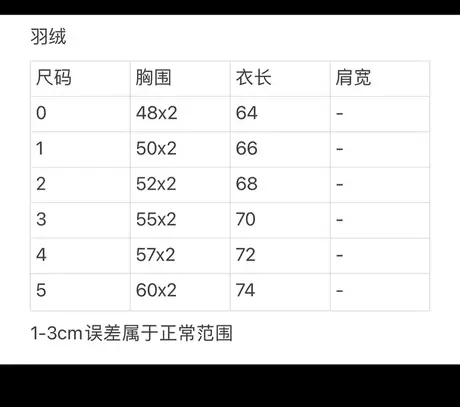 羽绒
尺码 胸围 衣长 肩宽
0 48x2 64 -
1 50x2 66 -
2 52x2 68 -
3 55x2 70 -
4 57x2 72 -
5 60x2 74 -
1-3cm误差属于正常范围